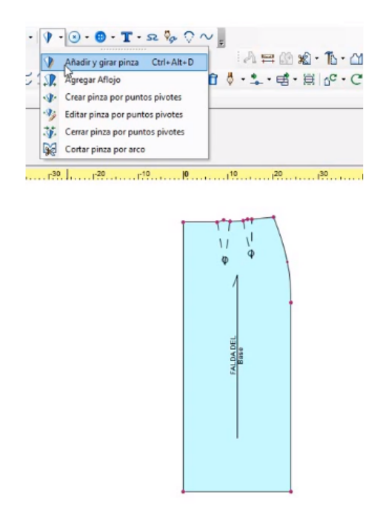 Añadir y girar pinza Ctrl+Alt+D
Agregar Aflojo
Crear pinza por puntos pivotes
Editar pinza por puntos pivotes
Cerrar pinza por puntos pivotes
Cortar pinza por arco
-30 -20 -10 0 10 20 30
FALDA DEL
Base